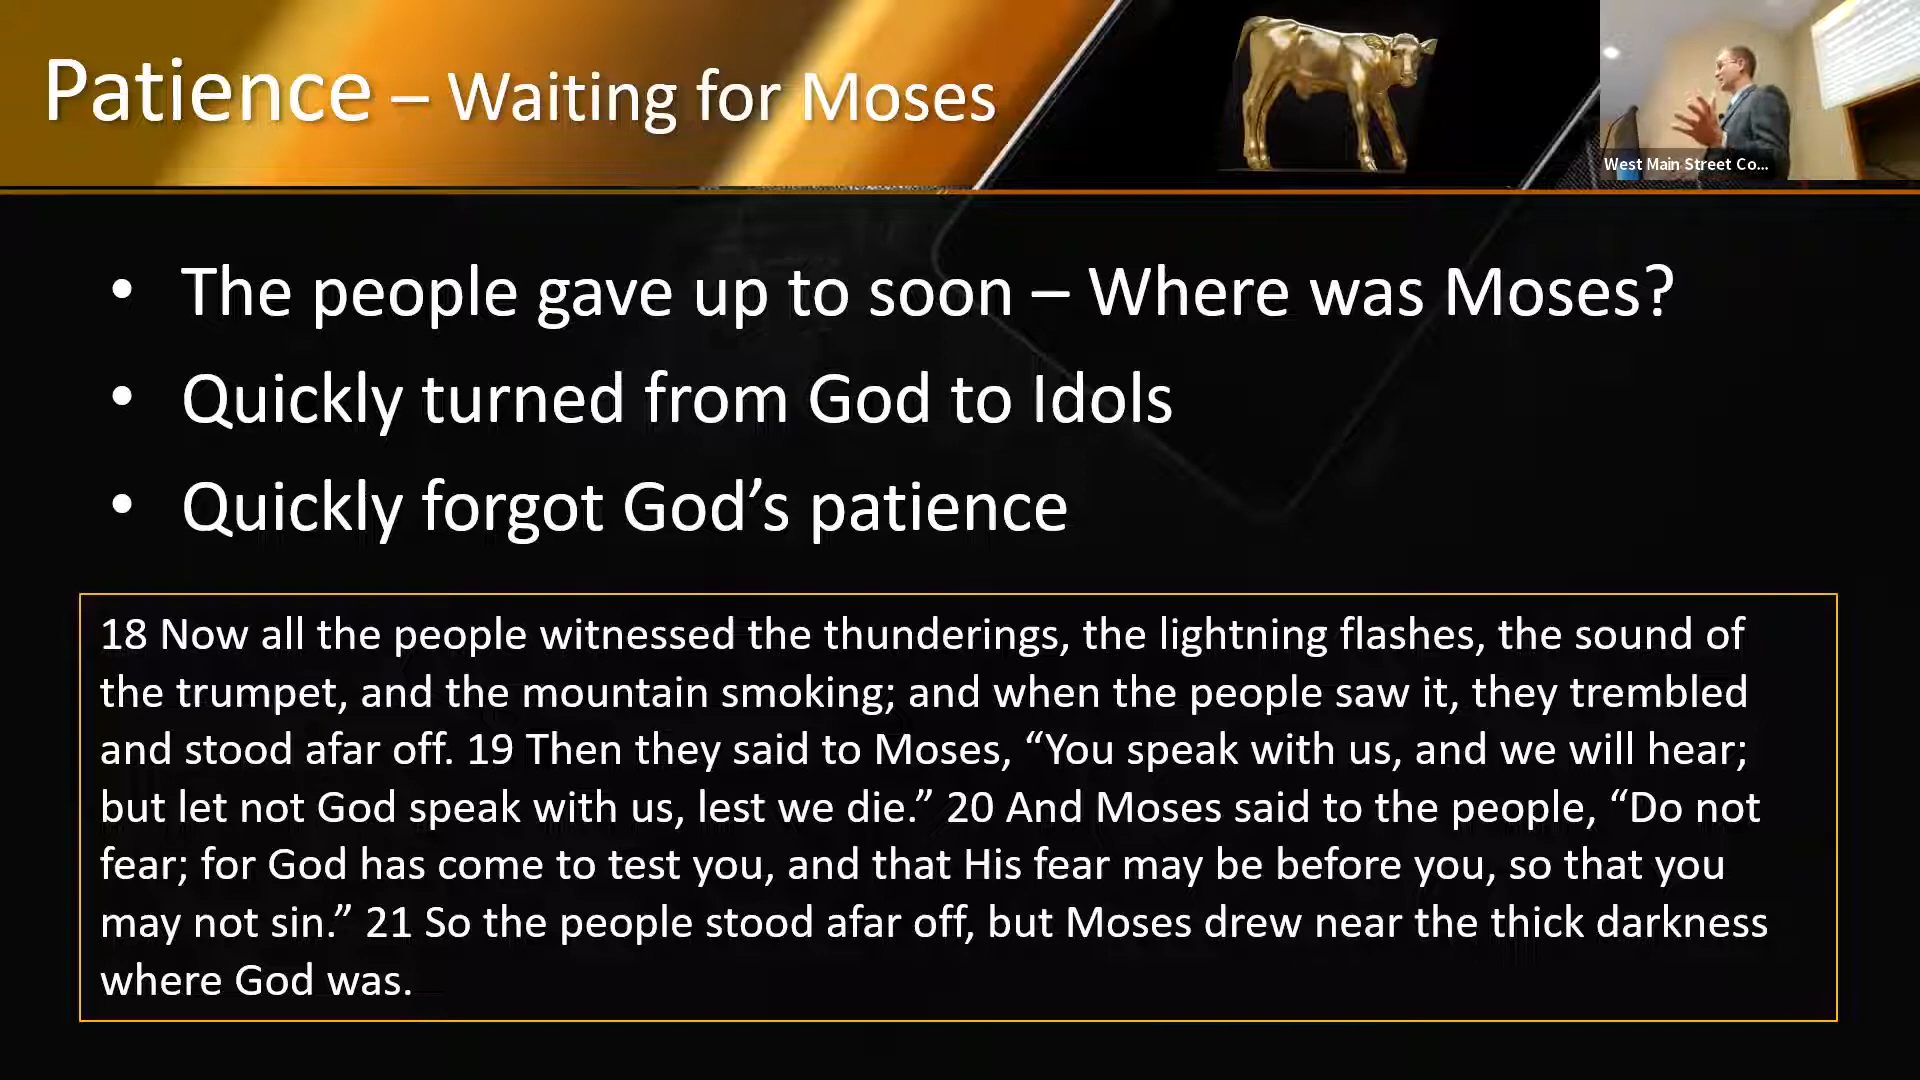 Patience – Waiting for Moses
West Main Street Co...
• The people gave up to soon – Where was Moses?
• Quickly turned from God to Idols
• Quickly forgot God’s patience
18 Now all the people witnessed the thunderings, the lightning flashes, the sound of
the trumpet, and the mountain smoking; and when the people saw it, they trembled
and stood afar off. 19 Then they said to Moses, “You speak with us, and we will hear;
but let not God speak with us, lest we die.” 20 And Moses said to the people, “Do not
fear; for God has come to test you, and that His fear may be before you, so that you
may not sin.” 21 So the people stood afar off, but Moses drew near the thick darkness
where God was.